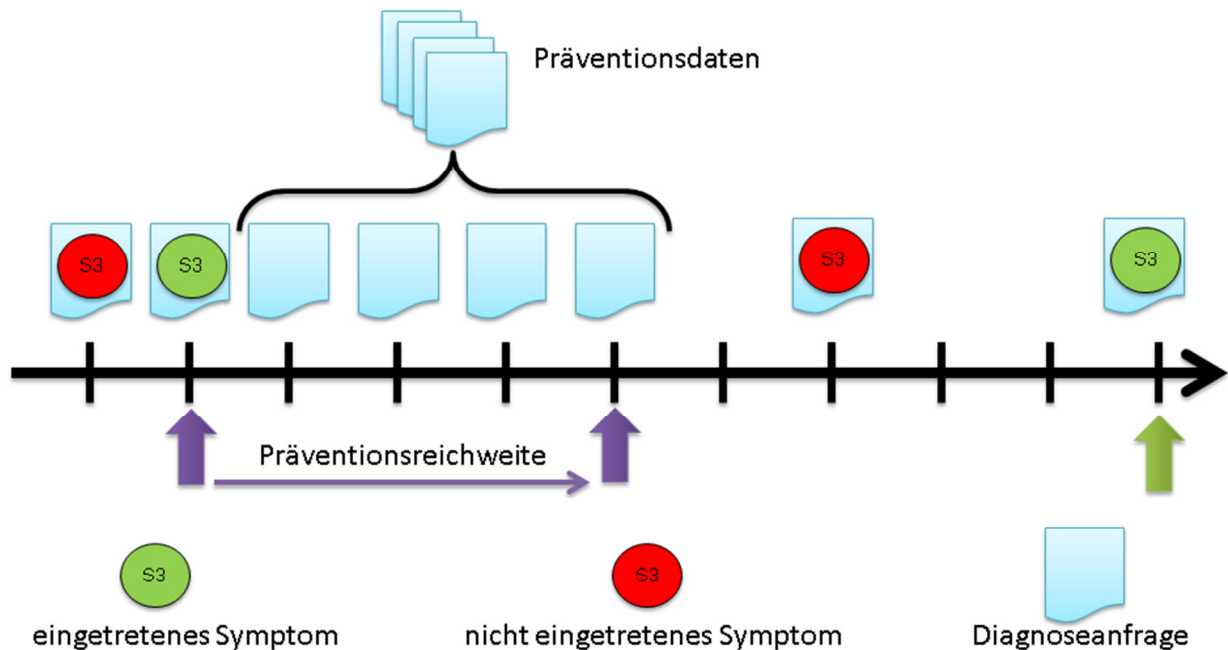 Präventionsdaten
S3
S3
S3
S3
Präventionsreichweite
S3
S3
eingetretenes Symptom
nicht eingetretenes Symptom
Diagnoseanfrage